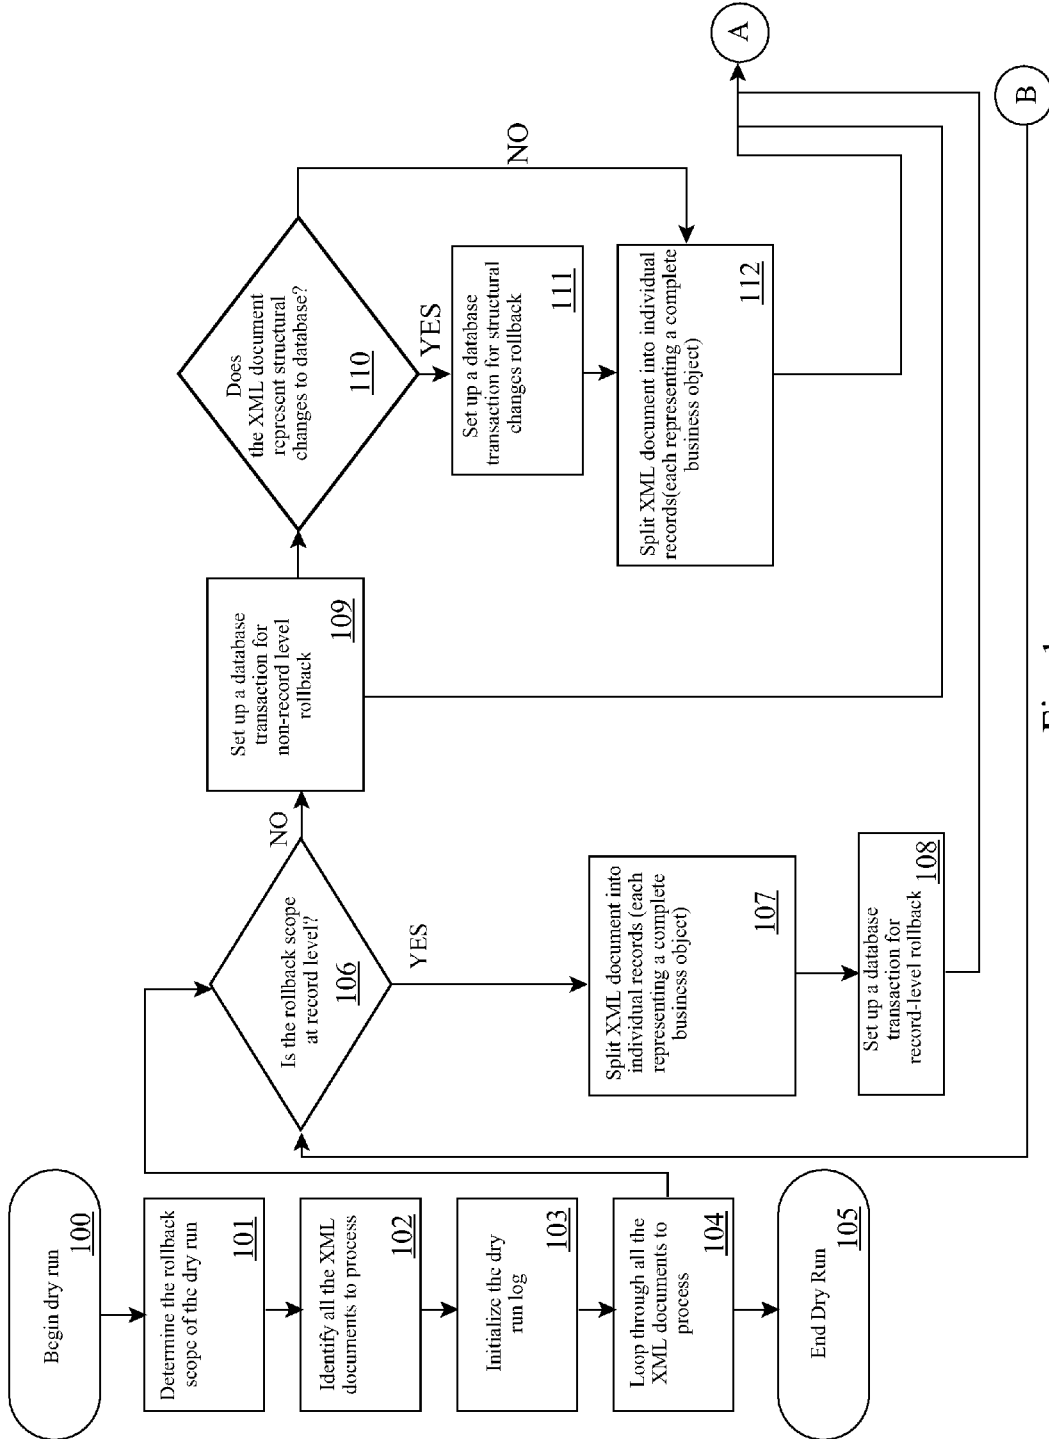 Begin dry run
100
Determine the rollback
scope of the dry run
101
Identify all the XML
documents to process
102
Initialize the dry
run log
103
Loop through all the
XML documents to
process
104
End Dry Run
105
Is the rollback scope
at record level?
106
NO
YES
Split XML document into
individual records (each
representing a complete
business object)
107
Set up a database
transaction for
record-level rollback
108
Set up a database
transaction for
non-record level
rollback
109
Does
the XML document
represent structural
changes to database?
110
YES
NO
Set up a database
transaction for structural
changes rollback
111
Split XML document into individual
records(each representing a complete
business object)
112
A
B